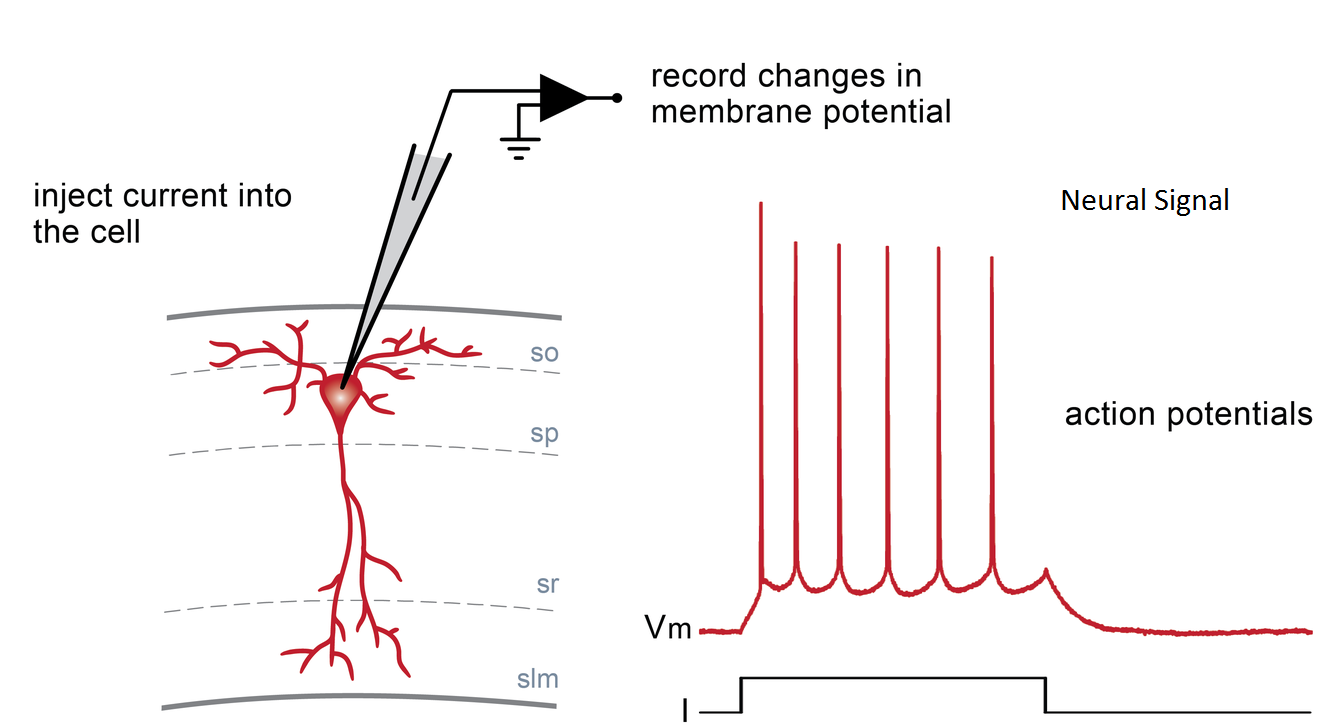 record changes in
membrane potential
inject current into
the cell
Neural Signal
so
sp
action potentials
sr
Vm
slm
I